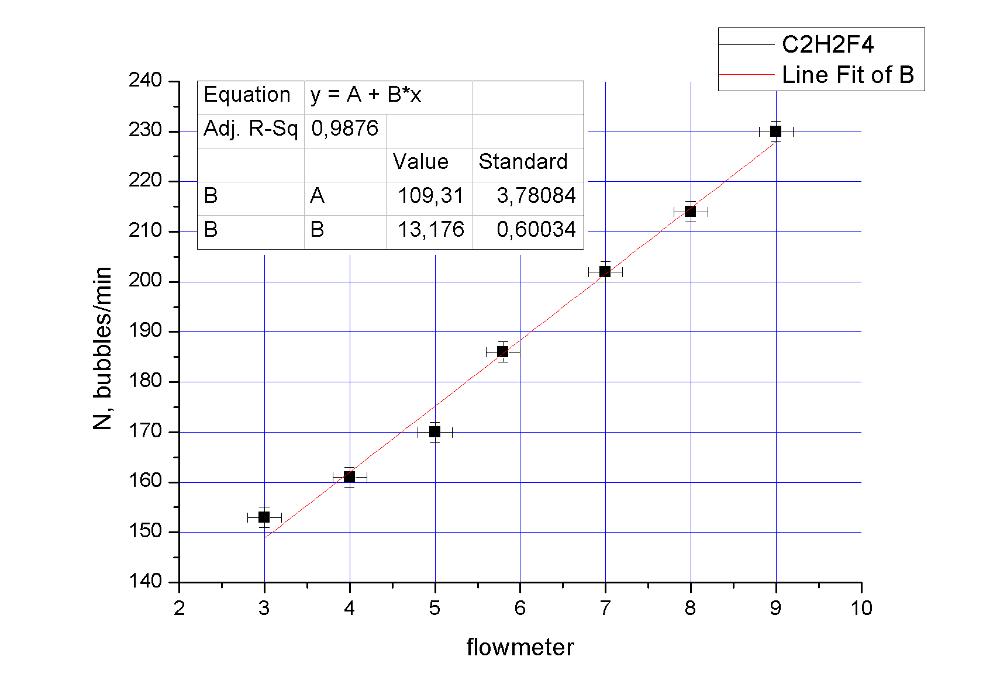 C2H2F4
Line Fit of B
240
230
220
210
200
190
180
170
160
150
140
Equation y = A + B*x
Adj. R-Sq 0,9876
Value Standard
B A 109,31 3,78084
B B 13,176 0,60034
N, bubbles/min
2 3 4 5 6 7 8 9 10
flowmeter